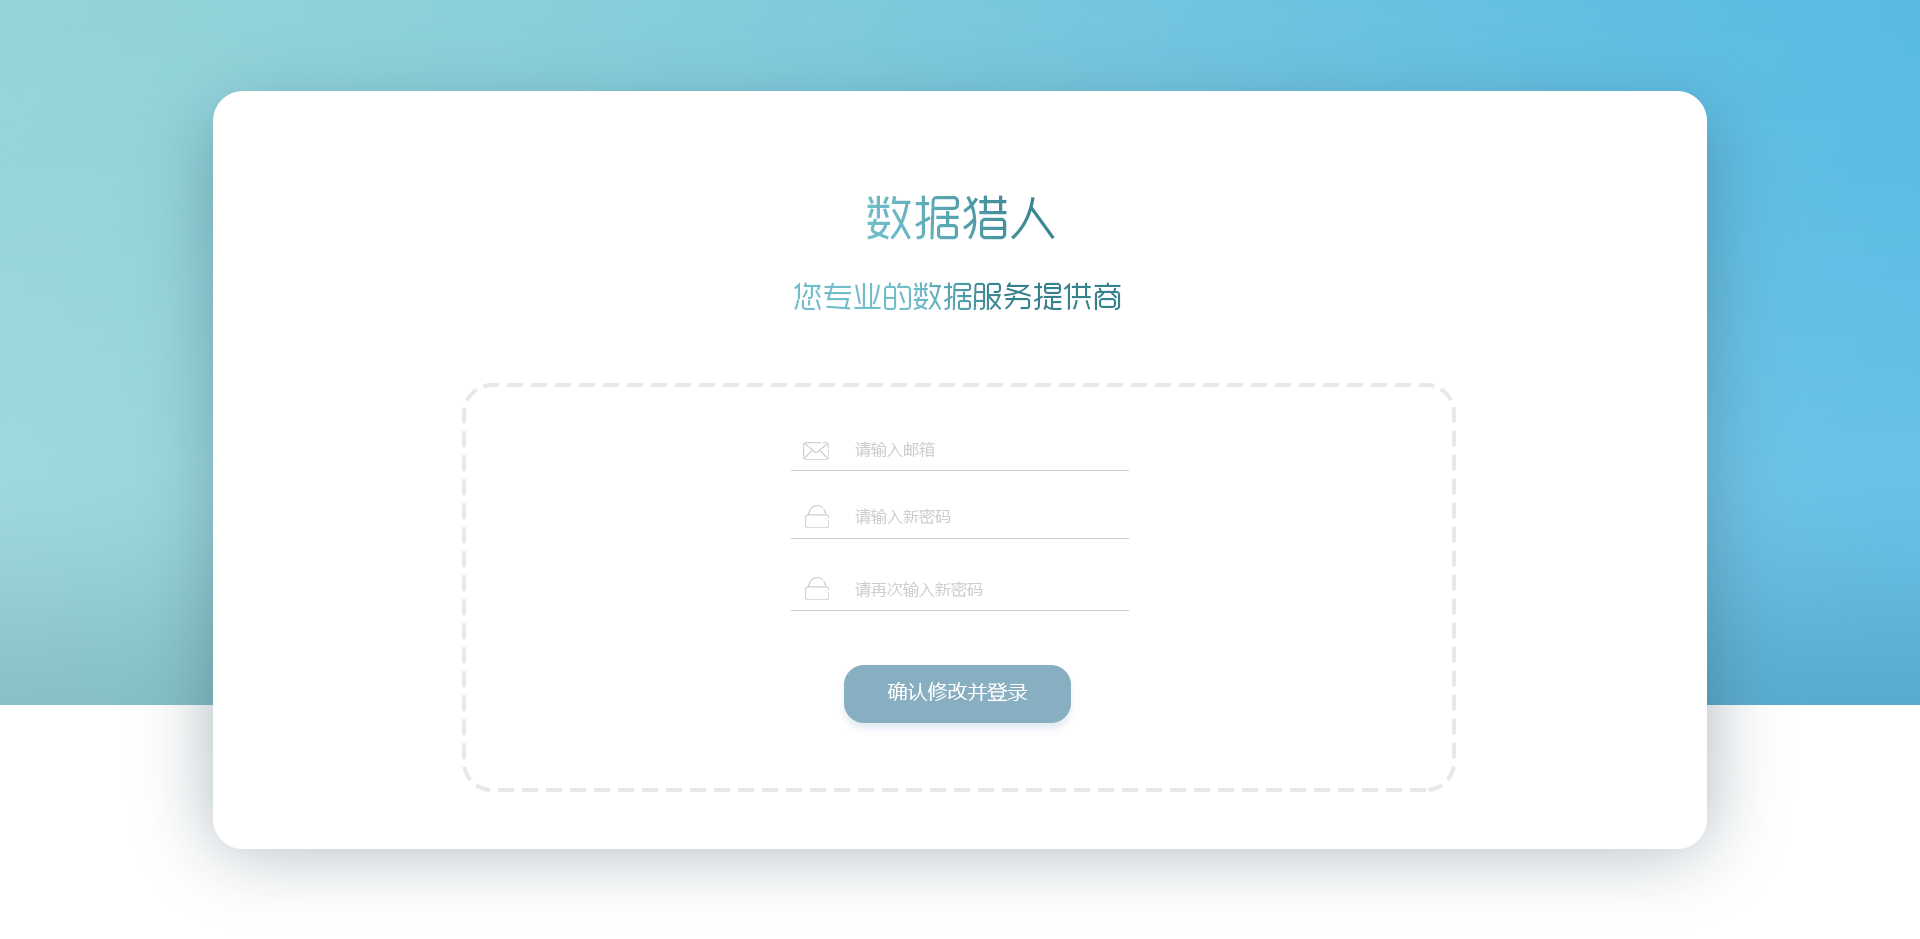 数据猎人
您专业的数据服务提供商
请输入邮箱
请输入新密码
请再次输入新密码
确认修改并登录